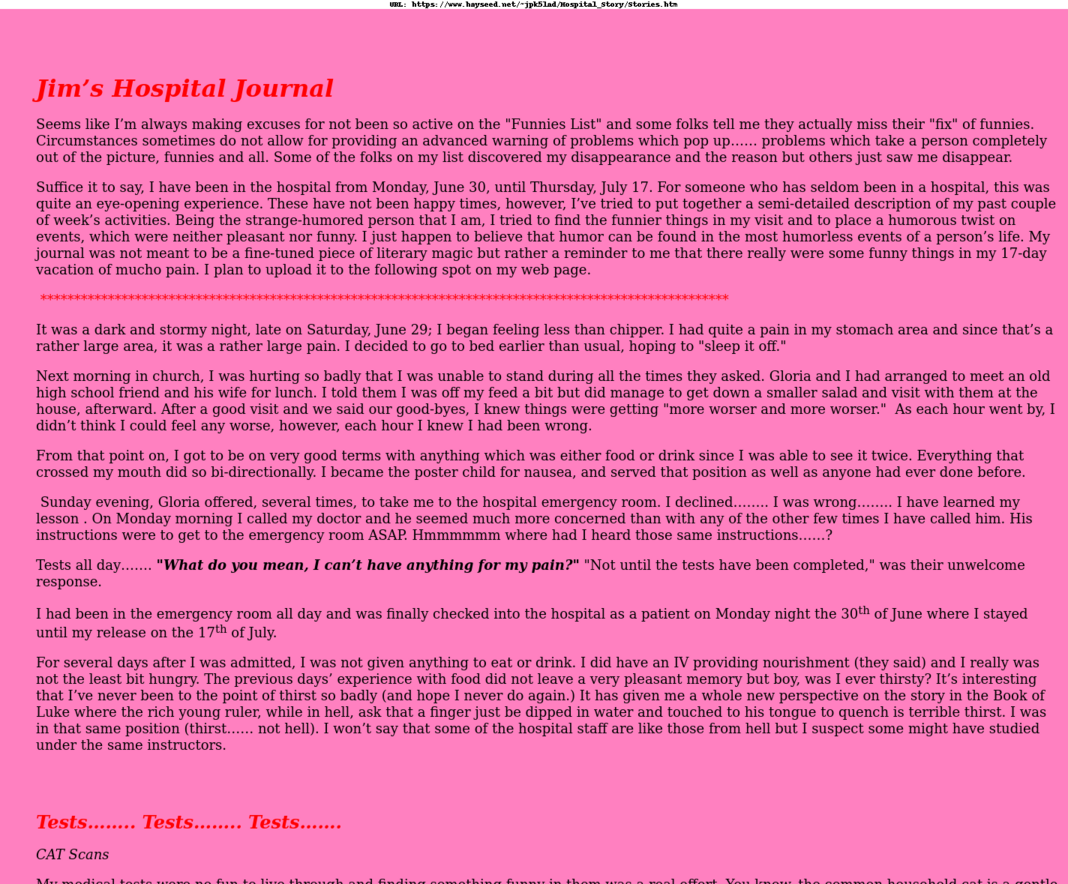 URL: https://www.hayseed.net/~jpk5lad/Hospital_Story/Stories.htm
Jim’s Hospital Journal
Seems like I’m always making excuses for not been so active on the "Funnies List" and some folks tell me they actually miss their "fix" of funnies.
Circumstances sometimes do not allow for providing an advanced warning of problems which pop up…… problems which take a person completely
out of the picture, funnies and all. Some of the folks on my list discovered my disappearance and the reason but others just saw me disappear.
Suffice it to say, I have been in the hospital from Monday, June 30, until Thursday, July 17. For someone who has seldom been in a hospital, this was
quite an eye-opening experience. These have not been happy times, however, I’ve tried to put together a semi-detailed description of my past couple
of week’s activities. Being the strange-humored person that I am, I tried to find the funnier things in my visit and to place a humorous twist on
events, which were neither pleasant nor funny. I just happen to believe that humor can be found in the most humorless events of a person’s life. My
journal was not meant to be a fine-tuned piece of literary magic but rather a reminder to me that there really were some funny things in my 17-day
vacation of mucho pain. I plan to upload it to the following spot on my web page.
******************************************************************************************************
It was a dark and stormy night, late on Saturday, June 29; I began feeling less than chipper. I had quite a pain in my stomach area and since that’s a
rather large area, it was a rather large pain. I decided to go to bed earlier than usual, hoping to "sleep it off."
Next morning in church, I was hurting so badly that I was unable to stand during all the times they asked. Gloria and I had arranged to meet an old
high school friend and his wife for lunch. I told them I was off my feed a bit but did manage to get down a smaller salad and visit with them at the
house, afterward. After a good visit and we said our good-byes, I knew things were getting "more worser and more worser."  As each hour went by, I
didn’t think I could feel any worse, however, each hour I knew I had been wrong.
From that point on, I got to be on very good terms with anything which was either food or drink since I was able to see it twice. Everything that
crossed my mouth did so bi-directionally. I became the poster child for nausea, and served that position as well as anyone had ever done before.
Sunday evening, Gloria offered, several times, to take me to the hospital emergency room. I declined…….. I was wrong…….. I have learned my
lesson . On Monday morning I called my doctor and he seemed much more concerned than with any of the other few times I have called him. His
instructions were to get to the emergency room ASAP. Hmmmmmm where had I heard those same instructions……?
Tests all day……. "What do you mean, I can’t have anything for my pain?" "Not until the tests have been completed," was their unwelcome
response.
I had been in the emergency room all day and was finally checked into the hospital as a patient on Monday night the 30th of June where I stayed
until my release on the 17th of July.
For several days after I was admitted, I was not given anything to eat or drink. I did have an IV providing nourishment (they said) and I really was
not the least bit hungry. The previous days’ experience with food did not leave a very pleasant memory but boy, was I ever thirsty? It’s interesting
that I’ve never been to the point of thirst so badly (and hope I never do again.) It has given me a whole new perspective on the story in the Book of
Luke where the rich young ruler, while in hell, ask that a finger just be dipped in water and touched to his tongue to quench is terrible thirst. I was
in that same position (thirst…… not hell). I won’t say that some of the hospital staff are like those from hell but I suspect some might have studied
under the same instructors.
Tests…….. Tests…….. Tests…….
CAT Scans
My medical tests were no fun to live through and finding something funny in them was a real effort. You know, the common household cat is a gentle